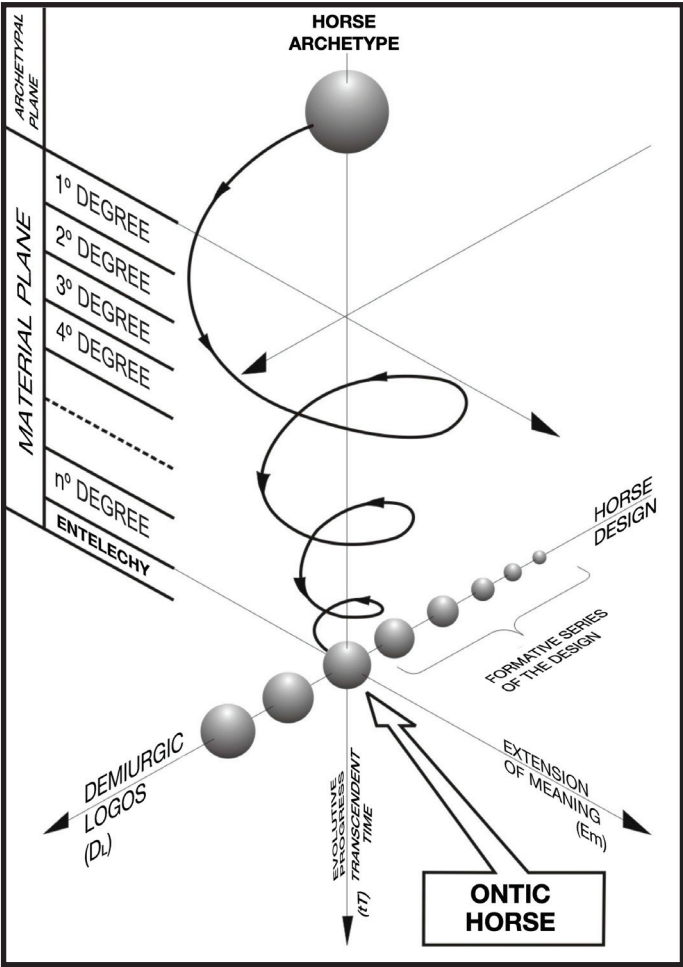 HORSE
ARCHETYPE
ARCHETYPAL
PLANE
MATERIAL PLANE
1º DEGREE
2º DEGREE
3º DEGREE
4º DEGREE
nº DEGREE
ENTELECHY
HORSE
DESIGN
FORMATIVE SERIES
OF THE DESIGN
DEMIURGIC
LOGOS
(DL)
EVOLUTIVE
PROGRESS
TRANSCENDENT
TIME
(tT)
EXTENSION
OF MEANING
(Em)
ONTIC
HORSE